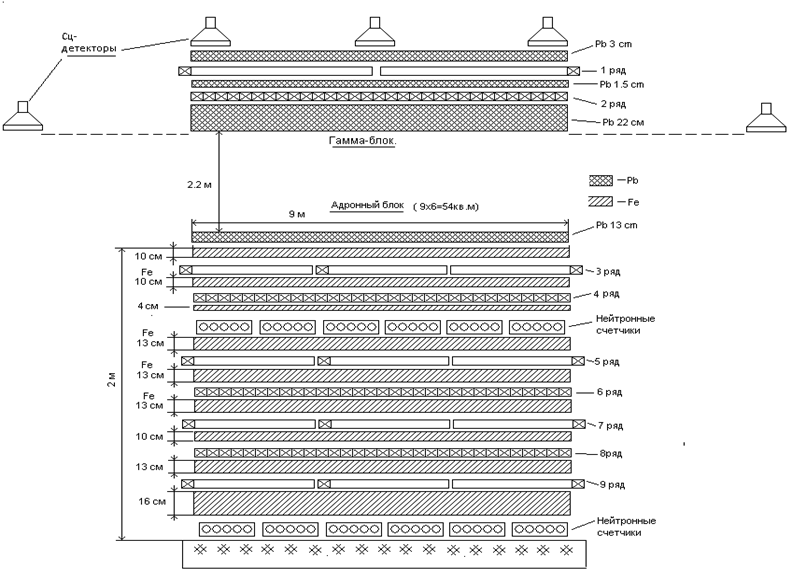 Сц-
детекторы
Pb 3 cm
1 ряд
Pb 1.5 cm
2 ряд
Pb 22 см
Гамма-блок.
2.2 м
Pb
Fe
Адронный блок ( 9x6=54кв.м)
9 м
Pb 13 cm
10 см
3 ряд
Fe
10 см
4 ряд
4 см
Нейтронные
счетчики
Fe
13 см
5 ряд
Fe
13 см
2 м
6 ряд
Fe
13 см
7 ряд
10 см
8ряд
13 см
9 ряд
16 см
Нейтронные
счетчики